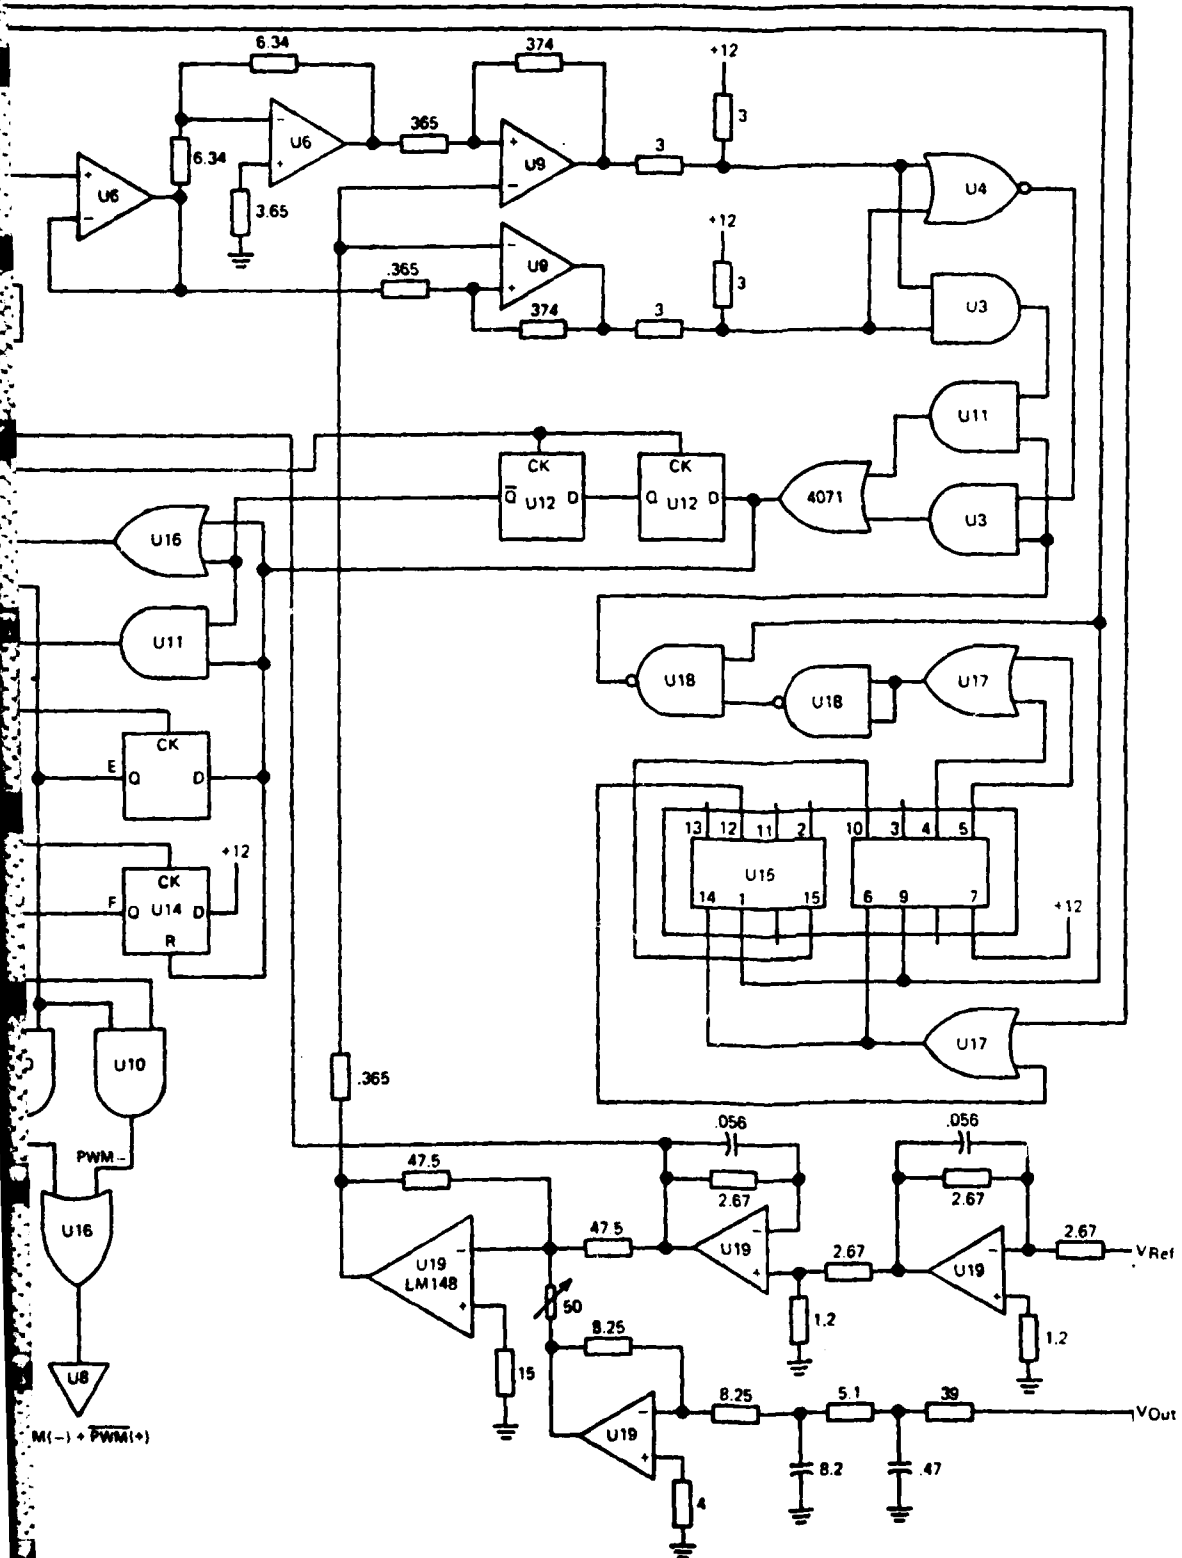 6.34
374
+12
3
365
U6
U9
3
6.34
U6
3.65
U4
+12
3
.365
U9
374
3
U3
U11
CK
CK
Q̅ D
U12
Q D
U12
4071
U3
U16
U11
U18
U18
U17
CK
E Q D
13 12 11 2
10 3 4 5
U15
14 1 15
6 9 7
+12
+12
CK
F Q U14 D
R
U17
U10
.365
PWM-
.056
.056
47.5
2.67
2.67
U16
47.5
U19
2.67
U19
2.67
VRef
U19
LM148
50
1.2
1.2
8.25
15
U8
M(-) + P̅W̅M̅(+)
8.25
5.1
39
VOut
U19
8.2
.47
4